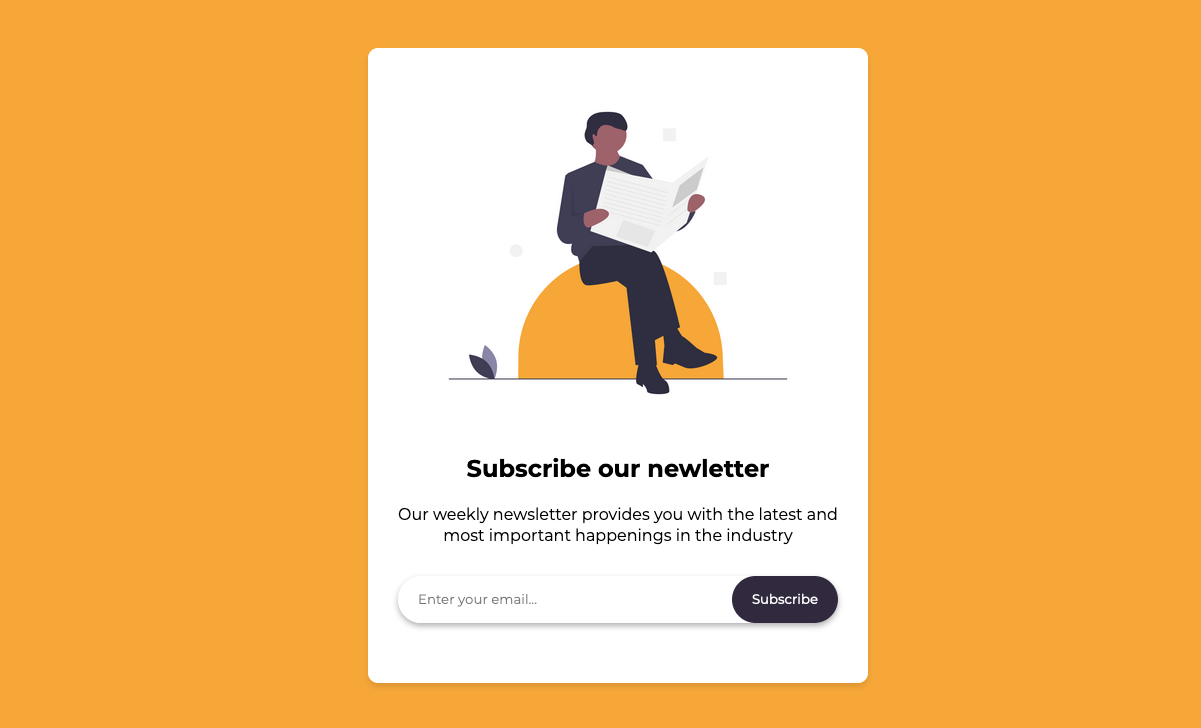 Subscribe our newletter
Our weekly newsletter provides you with the latest and
most important happenings in the industry
Enter your email...
Subscribe